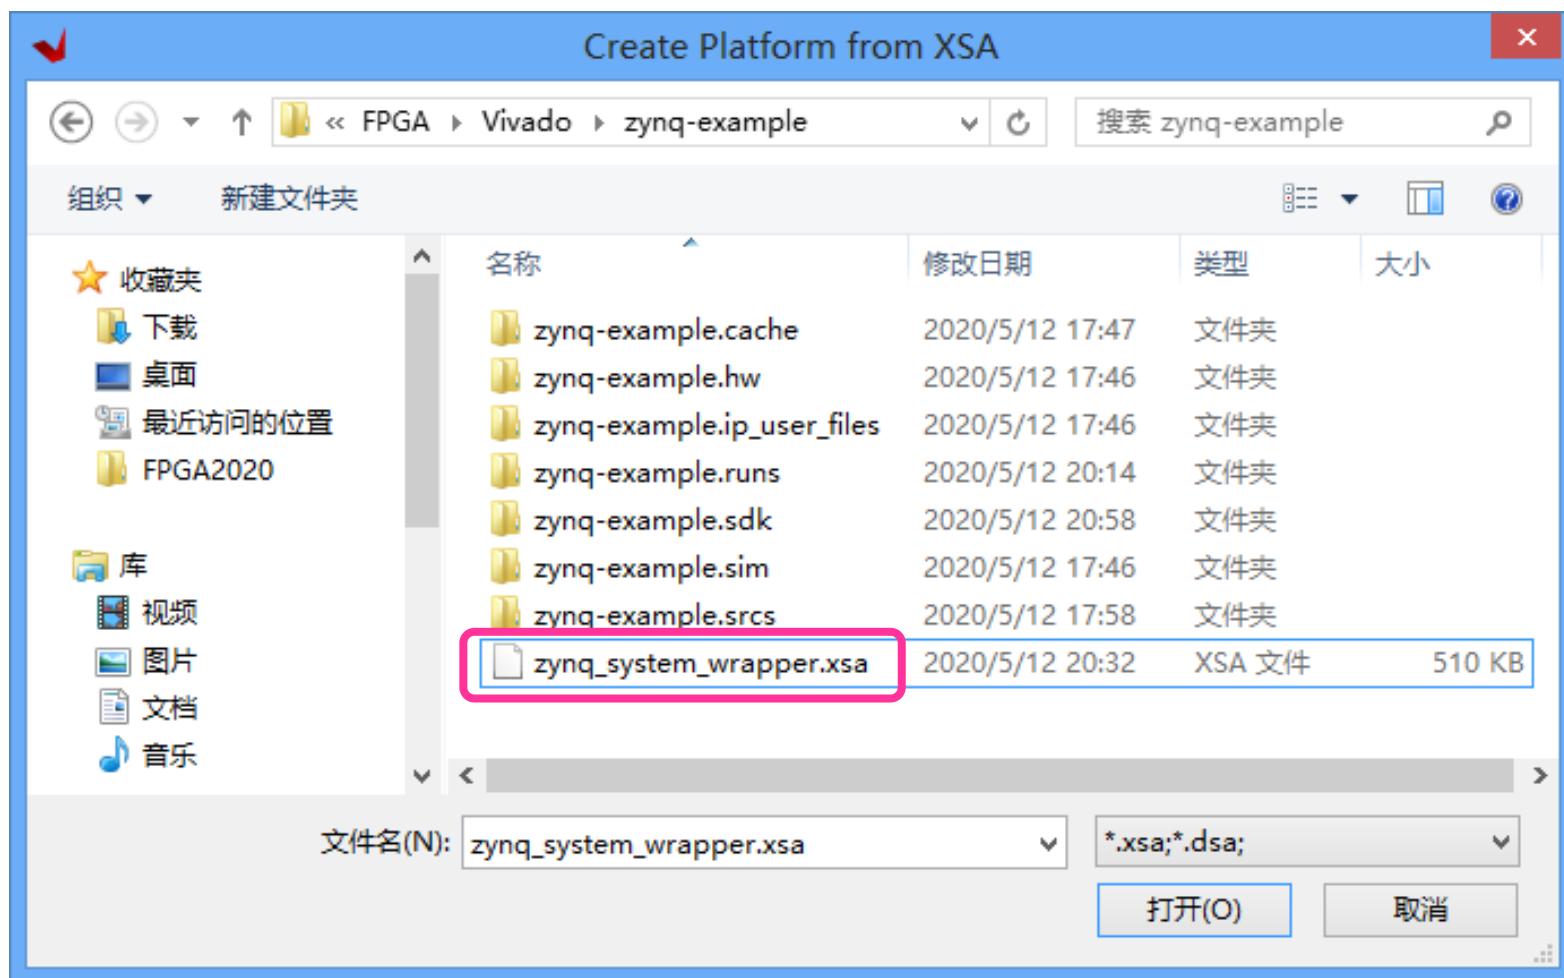 Create Platform from XSA
« FPGA Vivado zynq-example
搜索 zynq-example
组织 新建文件夹
名称 修改日期 类型 大小
收藏夹
下载
桌面
最近访问的位置
FPGA2020
库
视频
图片
文档
音乐
zynq-example.cache 2020/5/12 17:47 文件夹
zynq-example.hw 2020/5/12 17:46 文件夹
zynq-example.ip_user_files 2020/5/12 17:46 文件夹
zynq-example.runs 2020/5/12 20:14 文件夹
zynq-example.sdk 2020/5/12 20:58 文件夹
zynq-example.sim 2020/5/12 17:46 文件夹
zynq-example.srcs 2020/5/12 17:58 文件夹
zynq_system_wrapper.xsa 2020/5/12 20:32 XSA 文件 510 KB
文件名(N): zynq_system_wrapper.xsa *.xsa;*.dsa;
打开(O) 取消